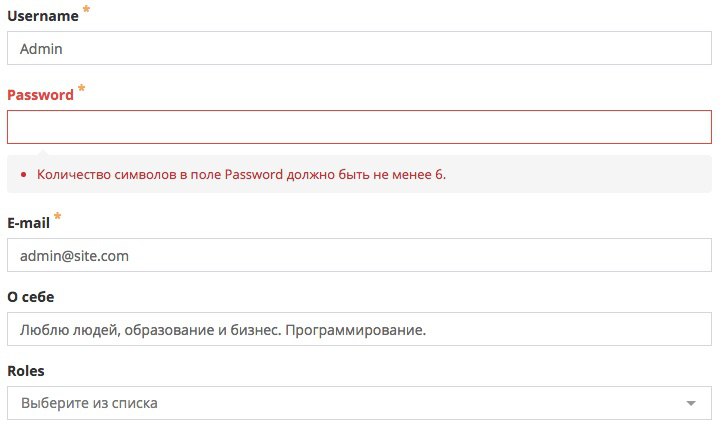 Username *
Admin
Password *
• Количество символов в поле Password должно быть не менее 6.
E-mail *
admin@site.com
О себе
Люблю людей, образование и бизнес. Программирование.
Roles
Выберите из списка